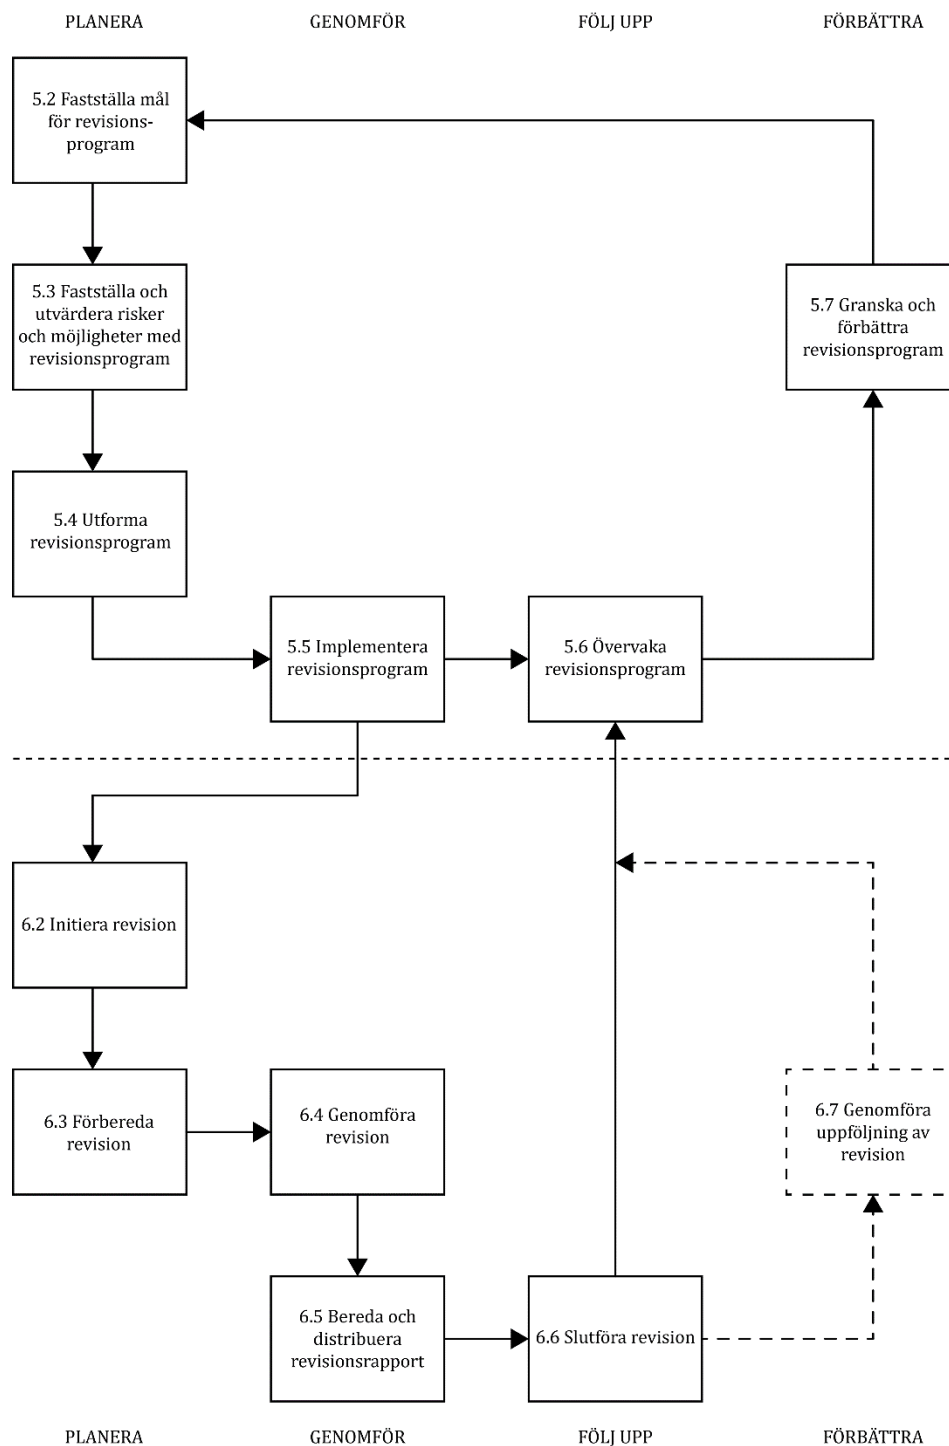 PLANERA
GENOMFÖR
FÖLJ UPP
FÖRBÄTTRA
5.2 Fastställa mål
för revisions-
program
5.3 Fastställa och
utvärdera risker
och möjligheter med
revisionsprogram
5.7 Granska och
förbättra
revisionsprogram
5.4 Utforma
revisionsprogram
5.5 Implementera
revisionsprogram
5.6 Övervaka
revisionsprogram
6.2 Initiera revision
6.3 Förbereda
revision
6.4 Genomföra
revision
6.7 Genomföra
uppföljning av
revision
6.5 Bereda och
distribuera
revisionsrapport
6.6 Slutföra revision
PLANERA
GENOMFÖR
FÖLJ UPP
FÖRBÄTTRA